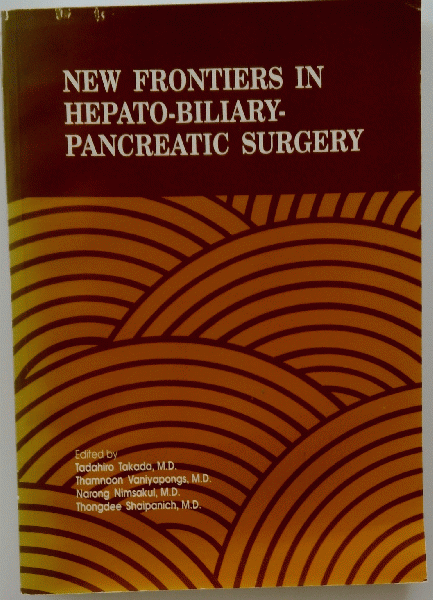 NEW FRONTIERS IN
HEPATO-BILIARY-
PANCREATIC SURGERY
Edited by
Tadahiro Takada, M.D.
Thamnoon Vaniyapongs, M.D.
Narong Nimsakul, M.D.
Thongdee Shaipanich, M.D.